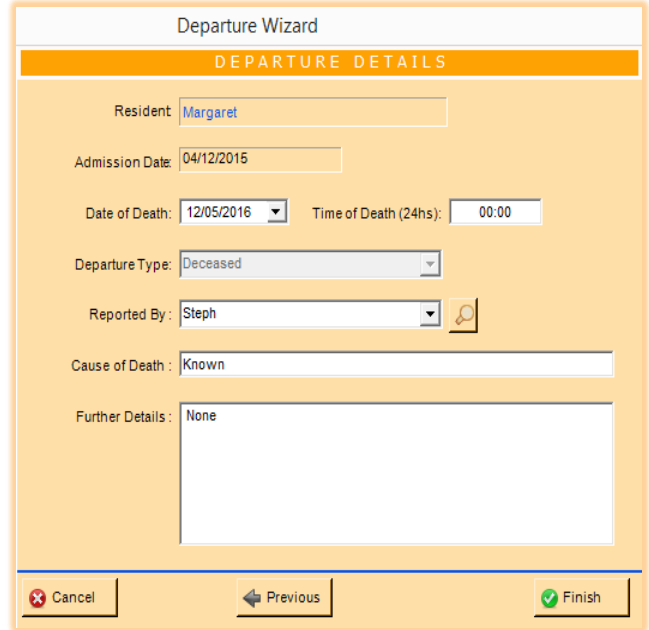 Departure Wizard
DEPARTURE DETAILS
Resident Margaret
Admission Date: 04/12/2015
Date of Death: 12/05/2016 Time of Death (24hs): 00:00
Departure Type: Deceased
Reported By : Steph
Cause of Death : Known
Further Details : None
Cancel Previous Finish